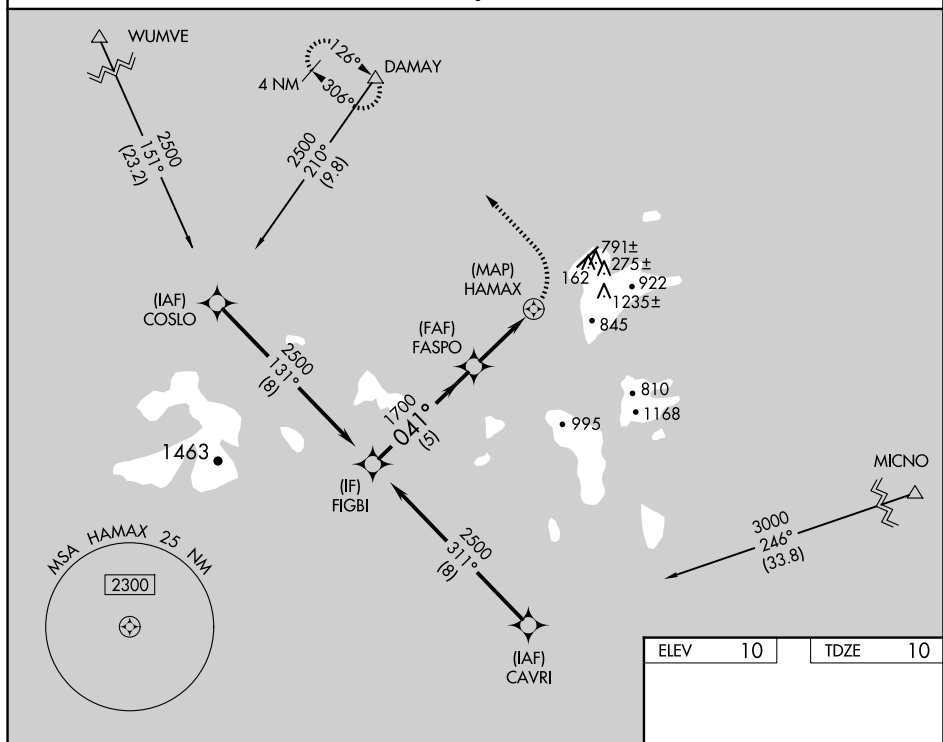 WUMVE
126°
DAMAY
4 NM
306°
2500
151°
(23.2)
2500
210°
(9.8)
(MAP)
HAMAX
791±
275±
162
922
1235±
845
(IAF)
COSLO
(FAF)
FASPO
2500
131°
(8)
1700
041°
(5)
810
1168
995
1463
(IF)
FIGBI
MICNO
3000
246°
(33.8)
2500
311°
(8)
MSA HAMAX 25 NM
2300
(IAF)
CAVRI
ELEV 10
TDZE 10